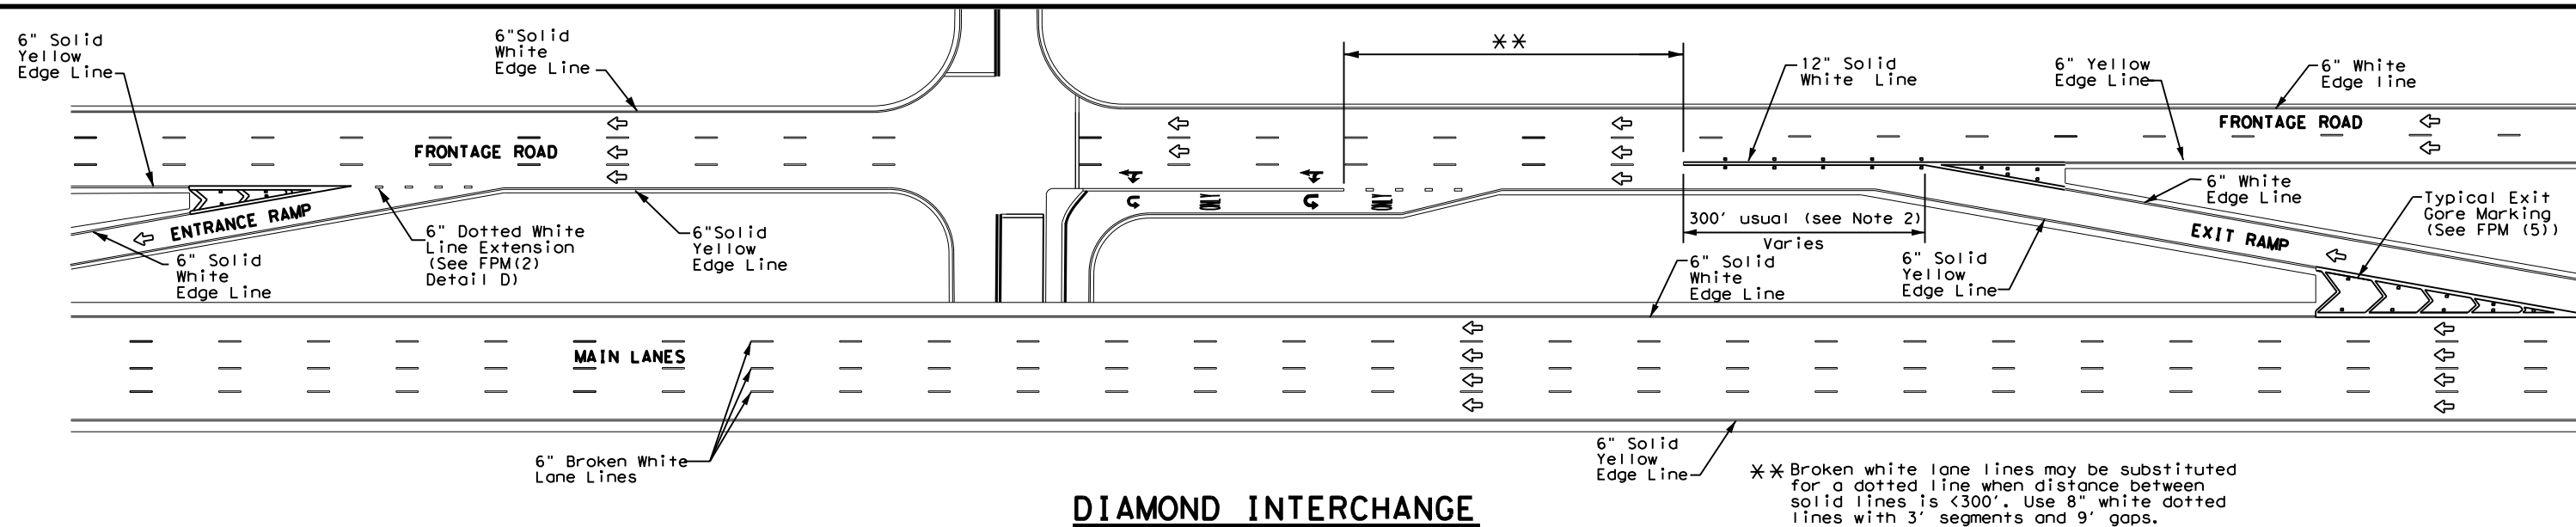 6" Solid
Yellow
Edge Line
6"Solid
White
Edge Line
**
12" Solid
White Line
6" Yellow
Edge Line
6" White
Edge line
FRONTAGE ROAD
FRONTAGE ROAD
ENTRANCE RAMP
6" Solid
White
Edge Line
6" Dotted White
Line Extension
(See FPM(2)
Detail D)
6"Solid
Yellow
Edge Line
ONLY
ONLY
300' usual (see Note 2)
Varies
6" Solid
White
Edge Line
6" Solid
Yellow
Edge Line
6" White
Edge Line
EXIT RAMP
Typical Exit
Gore Marking
(See FPM (5))
MAIN LANES
6" Broken White
Lane Lines
6" Solid
Yellow
Edge Line
** Broken white lane lines may be substituted
for a dotted line when distance between
solid lines is <300'. Use 8" white dotted
lines with 3' segments and 9' gaps.
DIAMOND INTERCHANGE